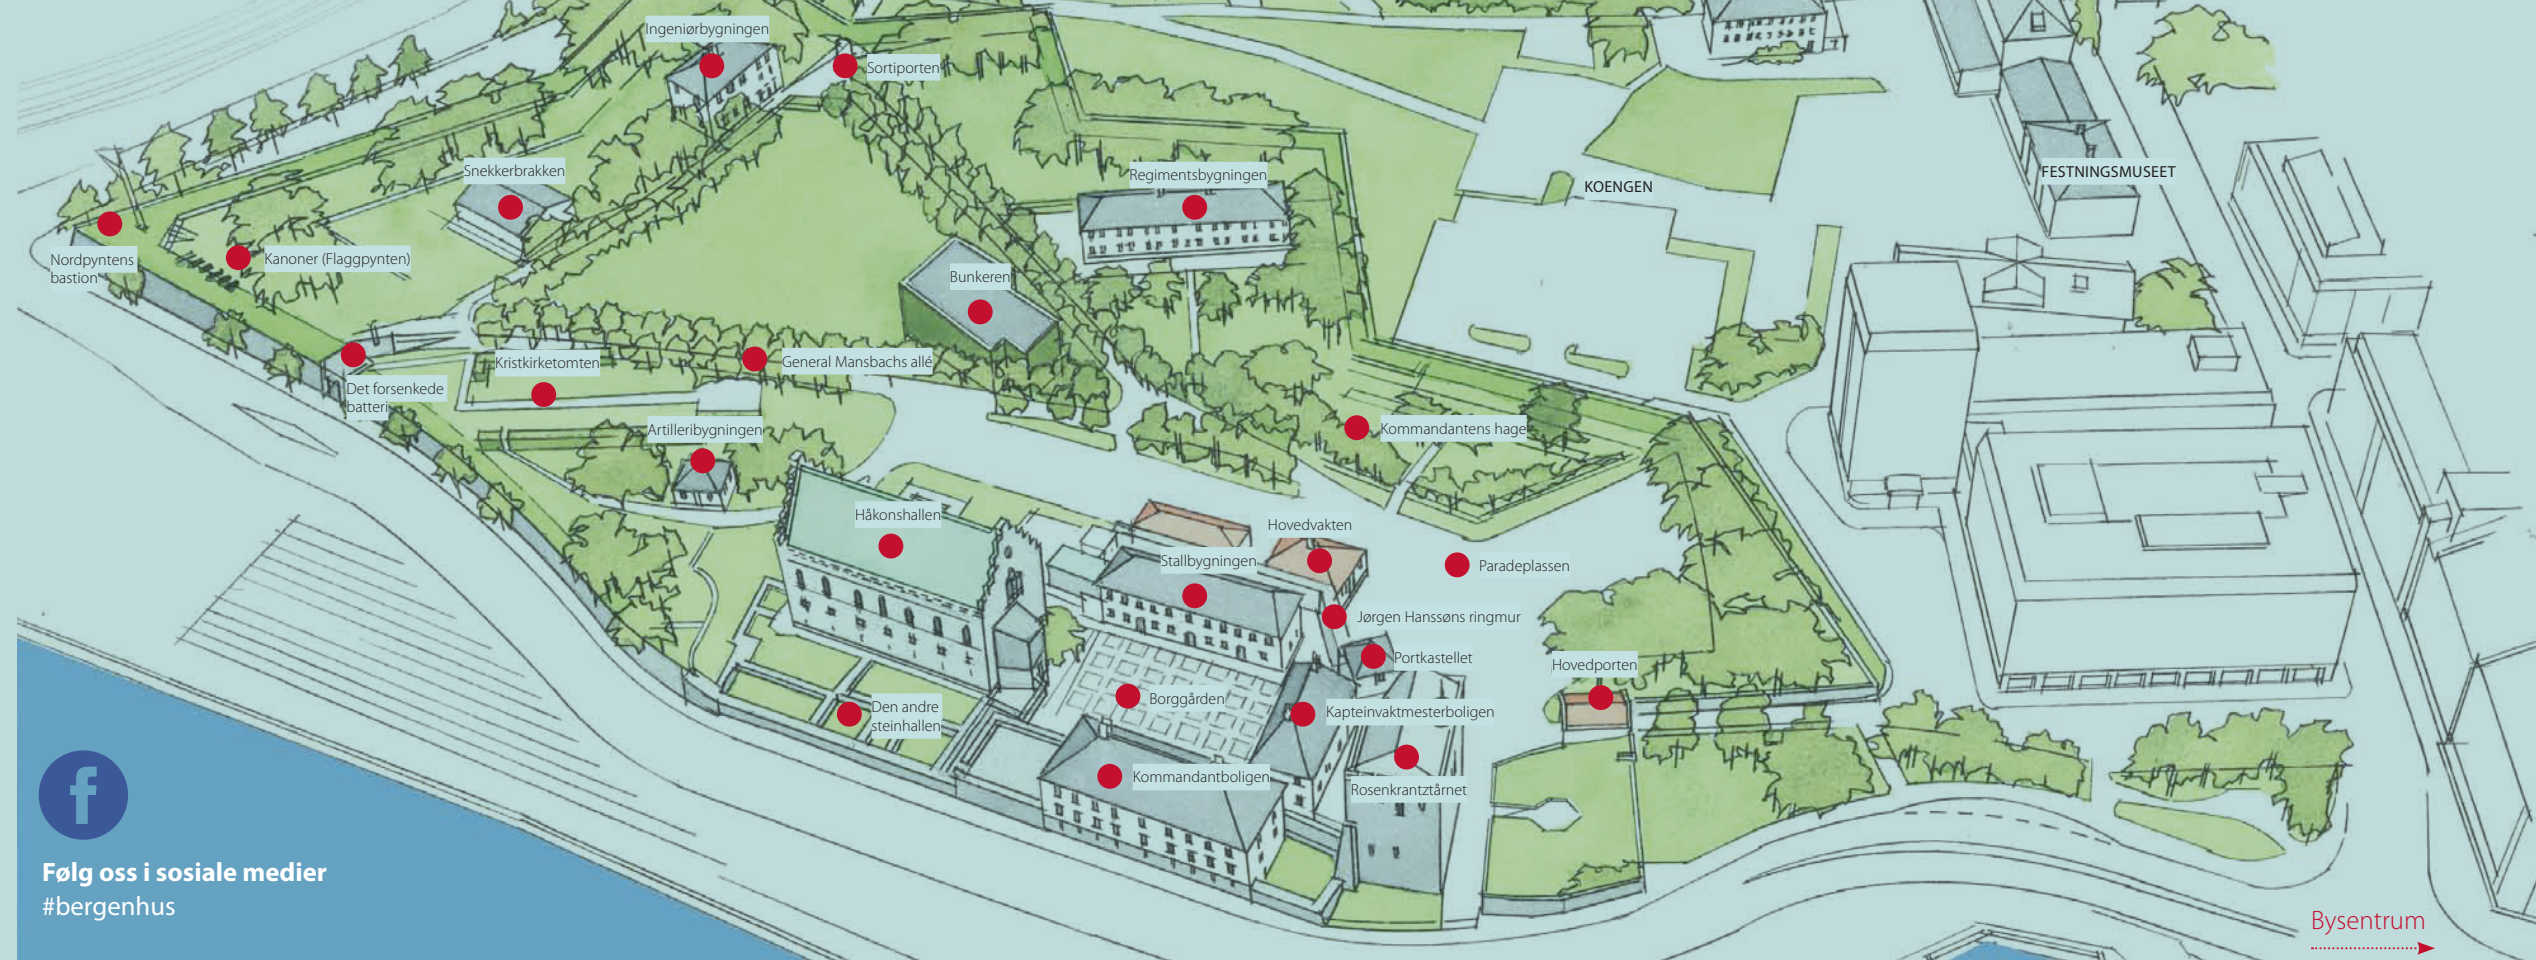 Ingeniørbygningen
Sortiporten
Snekkerbrakken
Regimentsbygningen
FESTNINGSMUSEET
KOENGEN
Nordpyntens
bastion
Kanoner (Flaggpynten)
Bunkeren
Kristkirketomten
General Mansbachs allé
Det forsenkede
batteri
Artilleribygningen
Kommandantens hage
Håkonshallen
Hovedvakten
Stallbygningen
Paradeplassen
Jørgen Hanssøns ringmur
Portkastellet
Hovedporten
Borggården
Den andre
steinhallen
Kapteinvaktmesterboligen
Kommandantboligen
Rosenkrantztårnet
f
Følg oss i sosiale medier
#bergenhus
Bysentrum